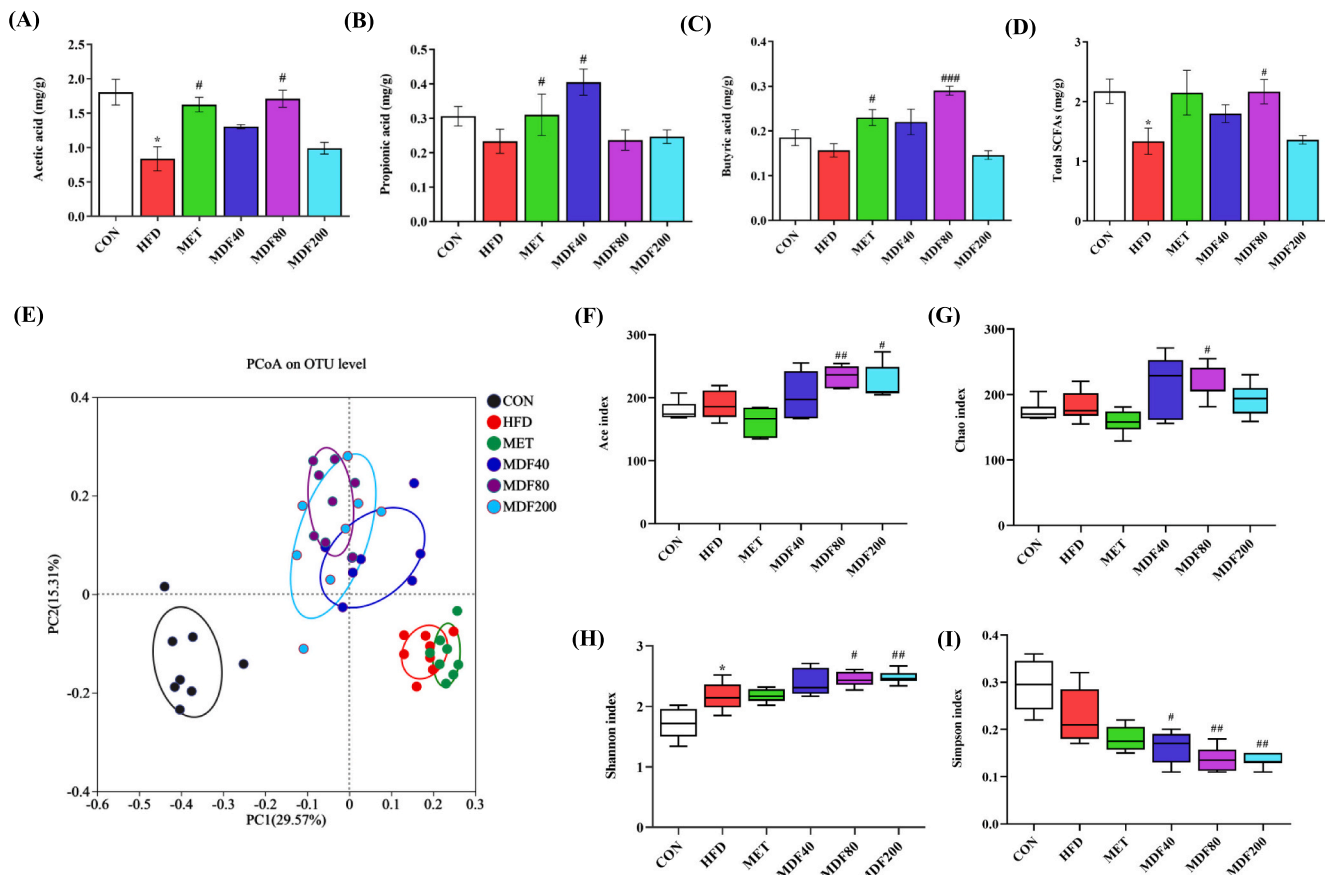 (A)
Acetic acid (mg/g)
2.5
2.0
1.5
1.0
0.5
0.0
*
#
#
CON
HFD
MET
MDF40
MDF80
MDF200
(B)
Propionic acid (mg/g)
0.5
0.4
0.3
0.2
0.1
0.0
#
#
CON
HFD
MET
MDF40
MDF80
MDF200
(C)
Butyric acid (mg/g)
0.4
0.3
0.2
0.1
0.0
#
###
CON
HFD
MET
MDF40
MDF80
MDF200
(D)
Total SCFAs (mg/g)
3
2
1
0
*
#
CON
HFD
MET
MDF40
MDF80
MDF200
(E)
PCoA on OTU level
PC2(15.31%)
0.4
0.2
0
-0.2
-0.4
-0.6
-0.5
-0.4
-0.3
-0.2
-0.1
0
0.1
0.2
0.3
PC1(29.57%)
CON
HFD
MET
MDF40
MDF80
MDF200
(F)
Ace index
300
200
100
0
##
#
CON
HFD
MET
MDF40
MDF80
MDF200
(G)
Chao index
300
200
100
0
#
CON
HFD
MET
MDF40
MDF80
MDF200
(H)
Shannon index
3
2
1
0
*
#
##
CON
HFD
MET
MDF40
MDF80
MDF200
(I)
Simpson index
0.4
0.3
0.2
0.1
0.0
#
##
##
CON
HFD
MET
MDF40
MDF80
MDF200